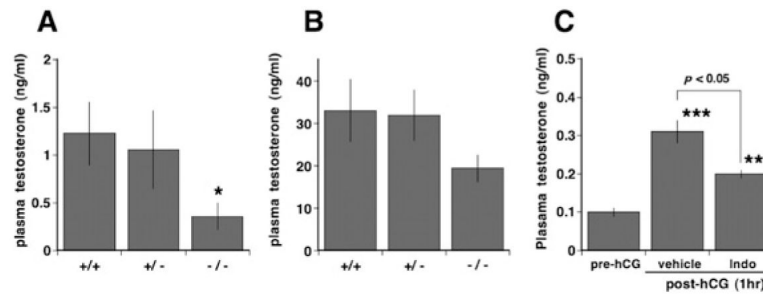 A
B
C
plasma testosterone (ng/ml)
2
1.5
1
0.5
0
*
+/+
+/ -
- / -
plasma testosterone (ng/ml)
40
30
20
10
0
+/+
+/ -
- / -
Plasama testosterone (ng/ml)
0.5
0.4
0.3
0.2
0.1
0
P < 0.05
***
**
pre-hCG vehicle Indo
post-hCG (1hr)